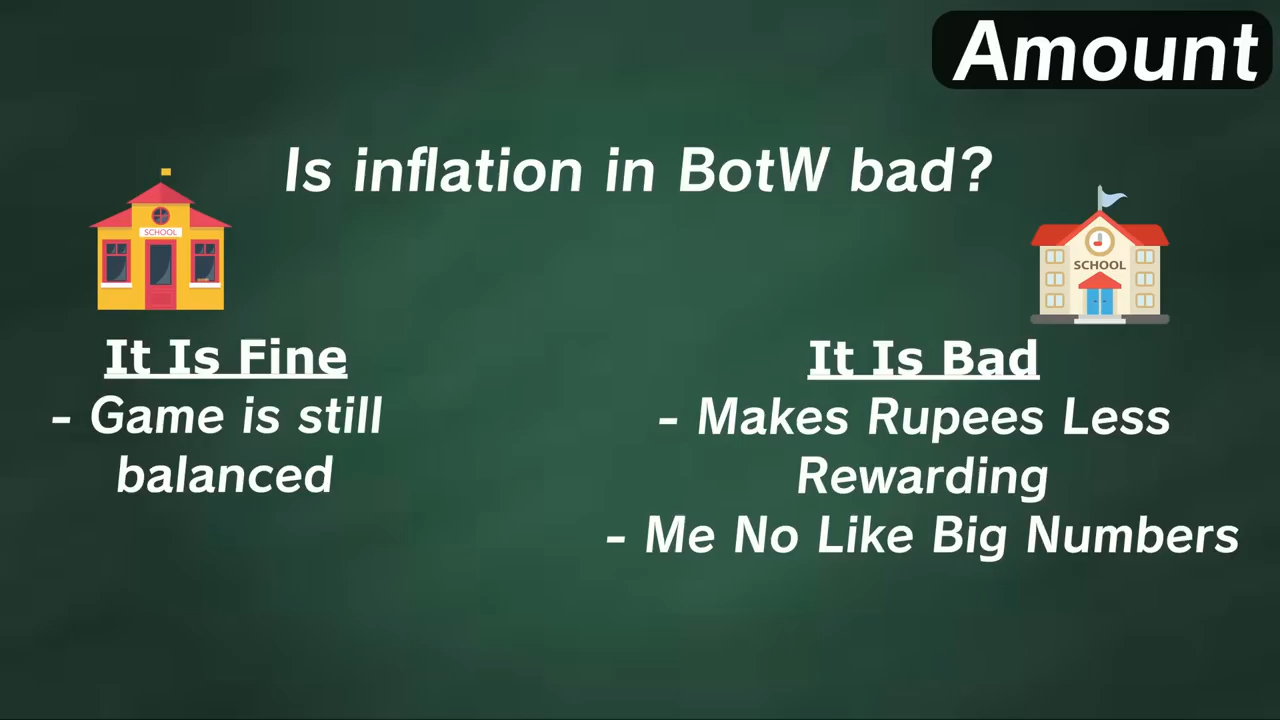 Amount
Is inflation in BotW bad?
SCHOOL
SCHOOL
It Is Fine
- Game is still
balanced
It Is Bad
- Makes Rupees Less
Rewarding
- Me No Like Big Numbers